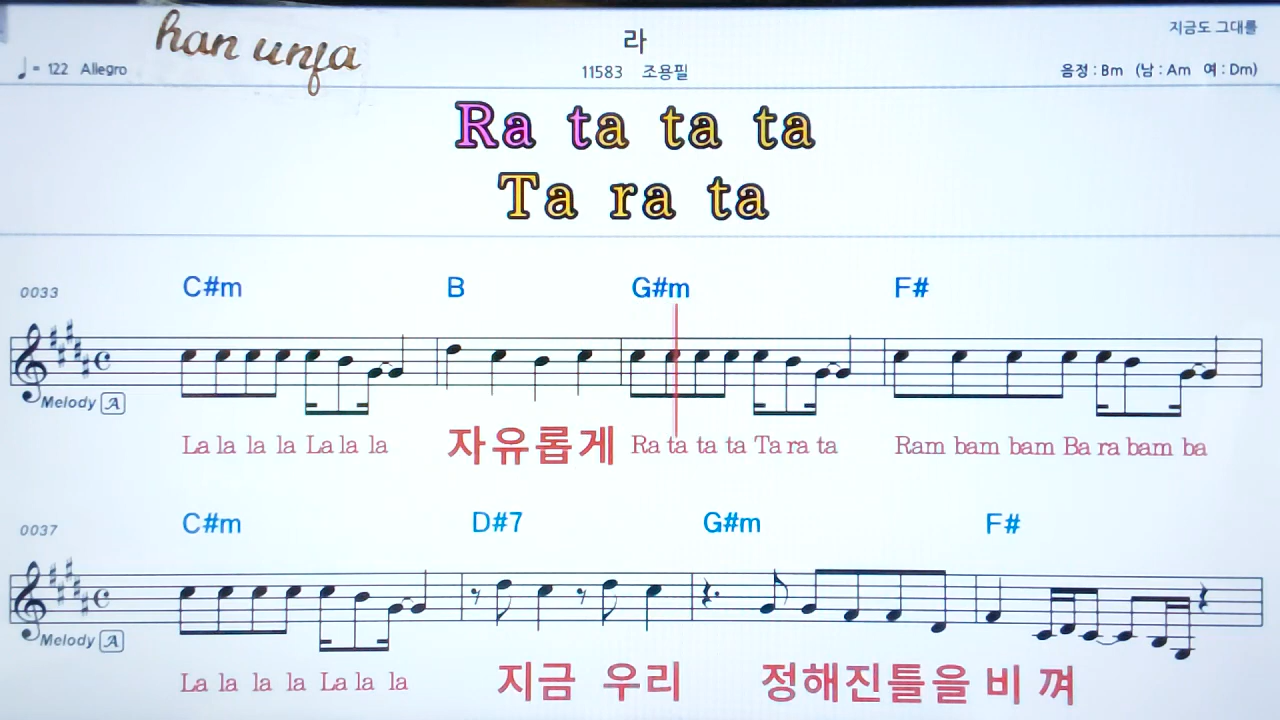 han unja
라
지금도 그대를
♩= 122 Allegro
11583 조용필
음정 : Bm (남 : Am 여 : Dm)
Ra ta ta ta
Ta ra ta
0033 C#m B G#m F#
Melody A
La la la la La la la 자유롭게 Ra ta ta ta Ta ra ta Ram bam bam Ba ra bam ba
0037 C#m D#7 G#m F#
Melody A
La la la la La la la 지금 우리 정해진틀을 비 껴